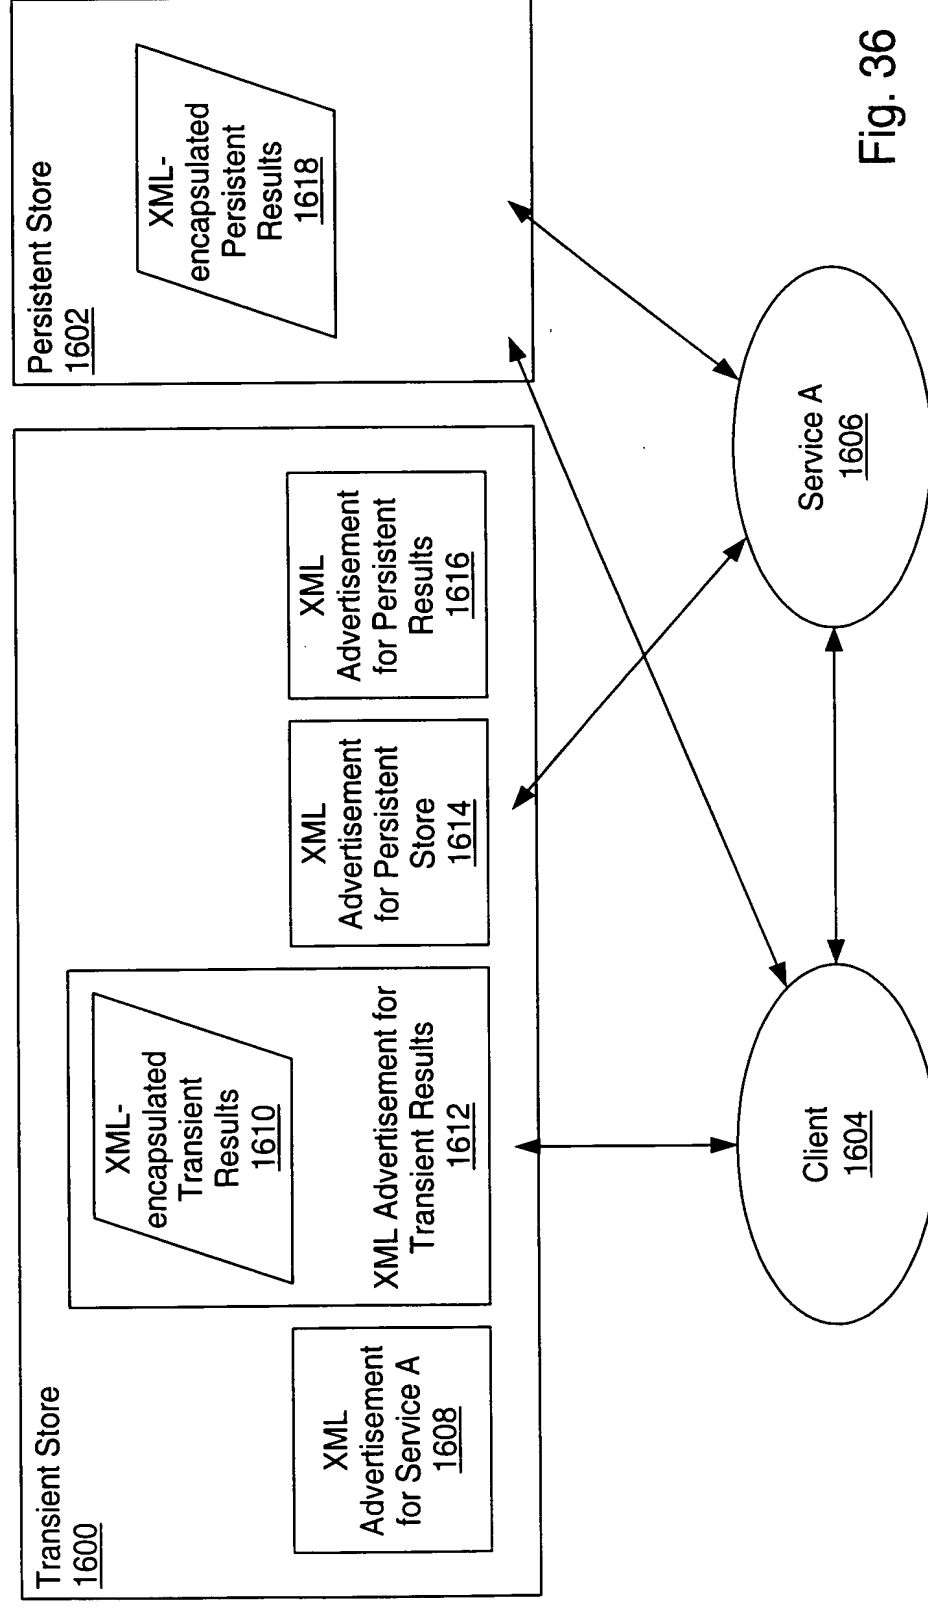 Transient Store
1600
XML
Advertisement
for Service A
1608
XML-
encapsulated
Transient
Results
1610
XML Advertisement for
Transient Results
1612
XML
Advertisement
for Persistent
Store
1614
XML
Advertisement
for Persistent
Results
1616
Persistent Store
1602
XML-
encapsulated
Persistent
Results
1618
Client
1604
Service A
1606
Fig. 36